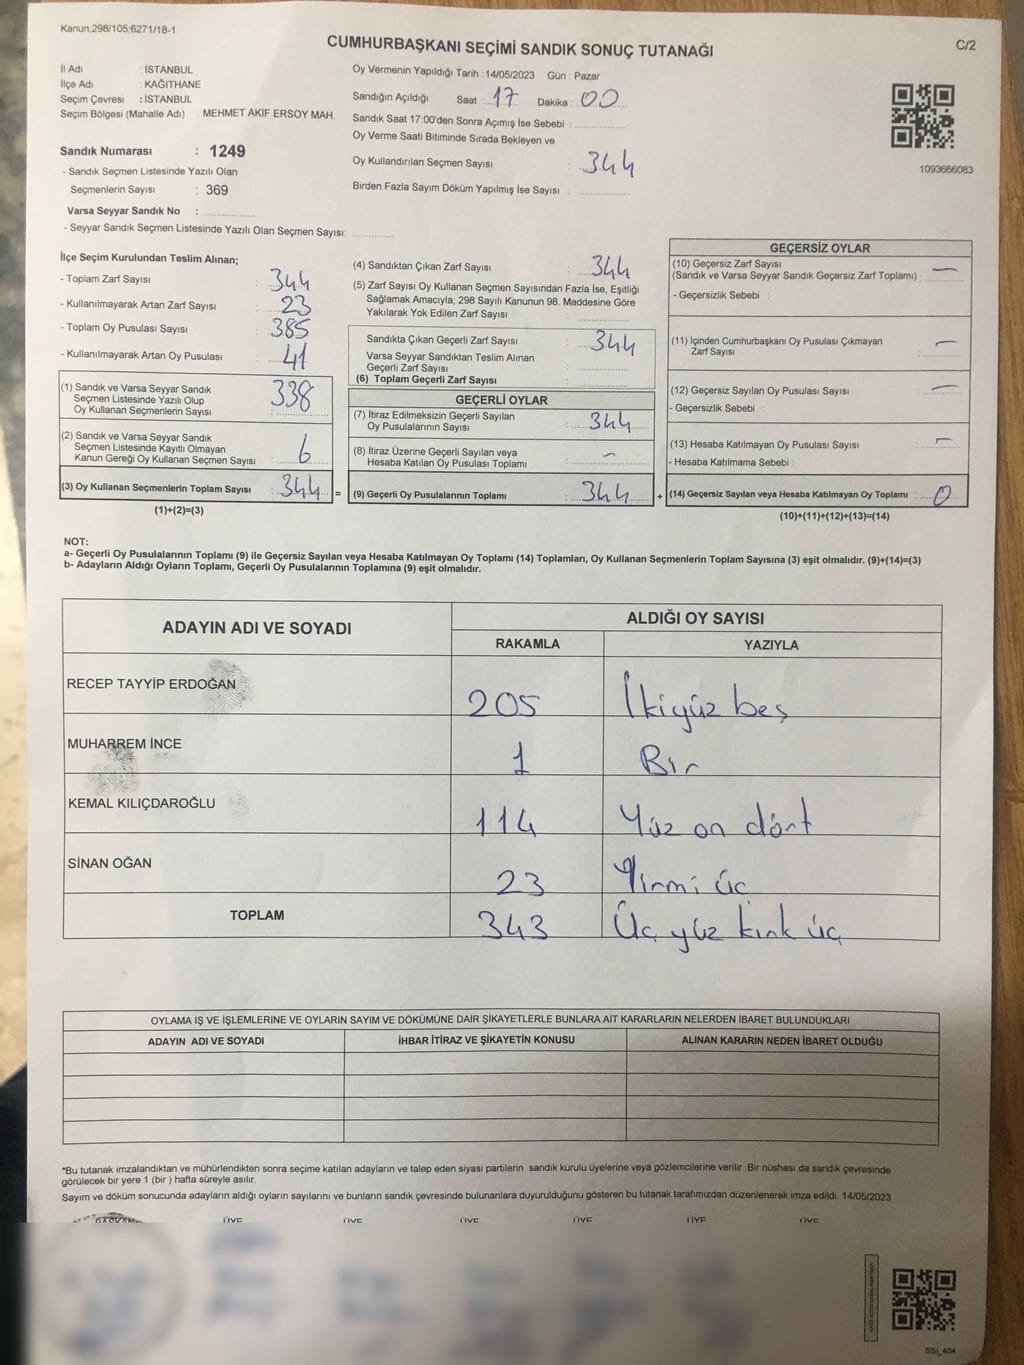 Kanun,298/105;6271/18-1
CUMHURBAŞKANI SEÇİMİ SANDIK SONUÇ TUTANAĞI
C/2
İl Adı : İSTANBUL
İlçe Adı : KAĞITHANE
Seçim Çevresi : İSTANBUL
Seçim Bölgesi (Mahalle Adı) : MEHMET AKİF ERSOY MAH.
Sandık Numarası : 1249
- Sandık Seçmen Listesinde Yazılı Olan
Seçmenlerin Sayısı : 369
Varsa Seyyar Sandık No :
- Seyyar Sandık Seçmen Listesinde Yazılı Olan Seçmen Sayısı:
Oy Vermenin Yapıldığı Tarih : 14/05/2023 Gün : Pazar
Sandığın Açıldığı Saat : 17 Dakika : 00
Sandık Saat 17:00'den Sonra Açımış İse Sebebi :
Oy Verme Saati Bitiminde Sırada Bekleyen ve
Oy Kullandırılan Seçmen Sayısı : 344
Birden Fazla Sayım Döküm Yapılmış İse Sayısı :
1093666083
İlçe Seçim Kurulundan Teslim Alınan;
- Toplam Zarf Sayısı : 344
- Kullanılmayarak Artan Zarf Sayısı : 23
- Toplam Oy Pusulası Sayısı : 385
- Kullanılmayarak Artan Oy Pusulası : 41
(1) Sandık ve Varsa Seyyar Sandık
Seçmen Listesinde Yazılı Olup
Oy Kullanan Seçmenlerin Sayısı : 338
(2) Sandık ve Varsa Seyyar Sandık
Seçmen Listesinde Kayıtlı Olmayan
Kanun Gereği Oy Kullanan Seçmen Sayısı : 6
(3) Oy Kullanan Seçmenlerin Toplam Sayısı : 344 =
(1)+(2)=(3)
(4) Sandıktan Çıkan Zarf Sayısı : 344
(5) Zarf Sayısı Oy Kullanan Seçmen Sayısından Fazla İse, Eşitliği
Sağlamak Amacıyla; 298 Sayılı Kanunun 98. Maddesine Göre
Yakılarak Yok Edilen Zarf Sayısı :
Sandıkta Çıkan Geçerli Zarf Sayısı : 344
Varsa Seyyar Sandıktan Teslim Alınan
Geçerli Zarf Sayısı :
(6) Toplam Geçerli Zarf Sayısı :
GEÇERLİ OYLAR
(7) İtiraz Edilmeksizin Geçerli Sayılan
Oy Pusulalarının Sayısı : 344
(8) İtiraz Üzerine Geçerli Sayılan veya
Hesaba Katılan Oy Pusulası Toplamı : –
(9) Geçerli Oy Pusulalarının Toplamı : 344 +
GEÇERSİZ OYLAR
(10) Geçersiz Zarf Sayısı
(Sandık ve Varsa Seyyar Sandık Geçersiz Zarf Toplamı) : –
- Geçersizlik Sebebi :
(11) İçinden Cumhurbaşkanı Oy Pusulası Çıkmayan
Zarf Sayısı : –
(12) Geçersiz Sayılan Oy Pusulası Sayısı : –
- Geçersizlik Sebebi :
(13) Hesaba Katılmayan Oy Pusulası Sayısı : –
- Hesaba Katılmama Sebebi :
(14) Geçersiz Sayılan veya Hesaba Katılmayan Oy Toplamı : 0
(10)+(11)+(12)+(13)=(14)
NOT:
a- Geçerli Oy Pusulalarının Toplamı (9) ile Geçersiz Sayılan veya Hesaba Katılmayan Oy Toplamı (14) Toplamları, Oy Kullanan Seçmenlerin Toplam Sayısına (3) eşit olmalıdır. (9)+(14)=(3)
b- Adayların Aldığı Oyların Toplamı, Geçerli Oy Pusulalarının Toplamına (9) eşit olmalıdır.
ADAYIN ADI VE SOYADI
ALDIĞI OY SAYISI
RAKAMLA YAZIYLA
RECEP TAYYİP ERDOĞAN 205 İkiyüz beş
MUHARREM İNCE 1 Bir
KEMAL KILIÇDAROĞLU 114 Yüz on dört
SİNAN OĞAN 23 Yirmi üç
TOPLAM 343 Üç yüz kırk üç
OYLAMA İŞ VE İŞLEMLERİNE VE OYLARIN SAYIM VE DÖKÜMÜNE DAİR ŞİKAYETLERLE BUNLARA AİT KARARLARIN NELERDEN İBARET BULUNDUKLARI
ADAYIN ADI VE SOYADI İHBAR İTİRAZ VE ŞİKAYETİN KONUSU ALINAN KARARIN NEDEN İBARET OLDUĞU
*Bu tutanak imzalandıktan ve mühürlendikten sonra seçime katılan adayların ve talep eden siyasi partilerin sandık kurulu üyelerine veya gözlemcilerine verilir. Bir nüshası da sandık çevresinde
görülecek bir yere 1 (bir ) hafta süreyle asılır.
Sayım ve döküm sonucunda adayların aldığı oyların sayılarını ve bunların sandık çevresinde bulunanlara duyurulduğunu gösteren bu tutanak tarafımızdan düzenlenerek imza edildi. 14/05/2023
BAŞKAN ÜYE ÜYE ÜYE ÜYE ÜYE ÜYE
SSİ_404